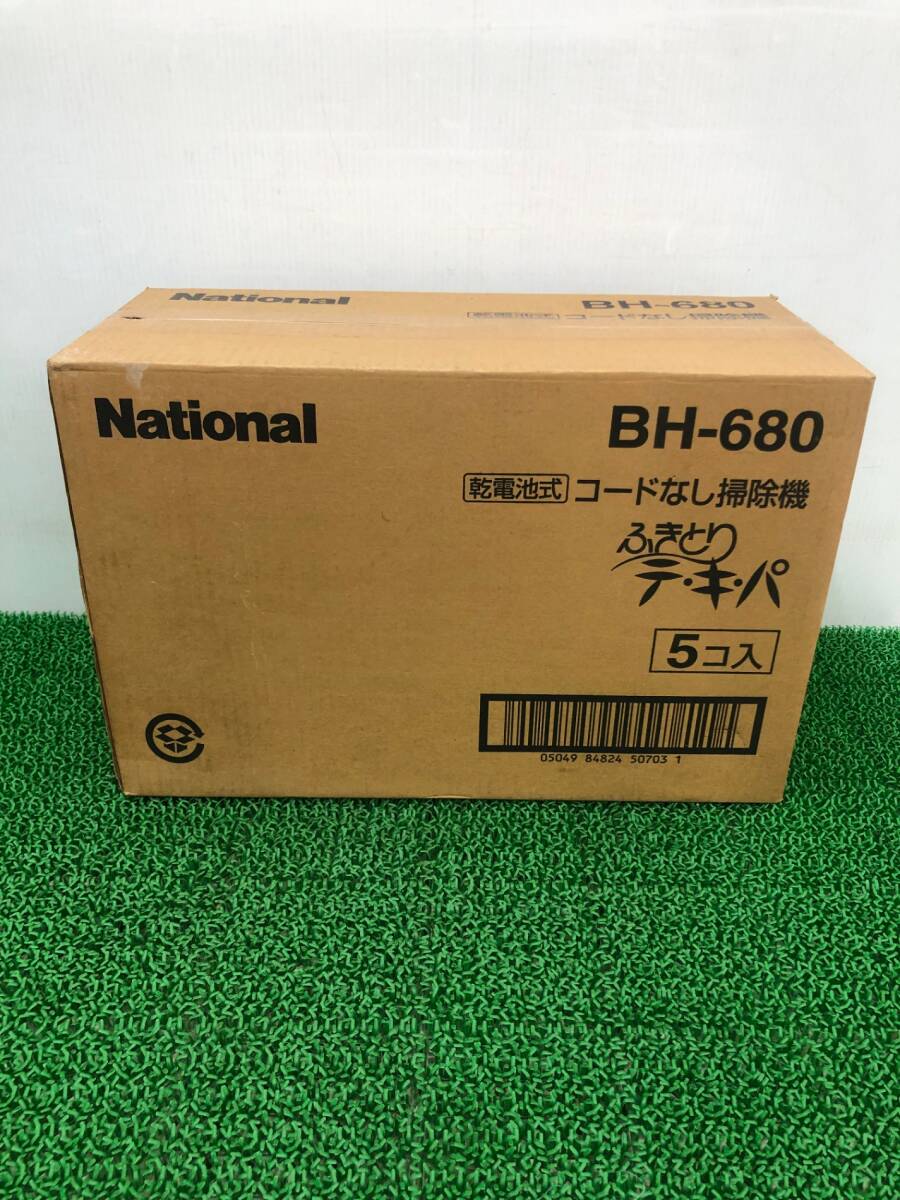 National
BH-680
乾電池式 コードなし掃除機
National
BH-680
乾電池式 コードなし掃除機
ふきとり
テ・キ・パ
5コ入
05049 84824 50703 1